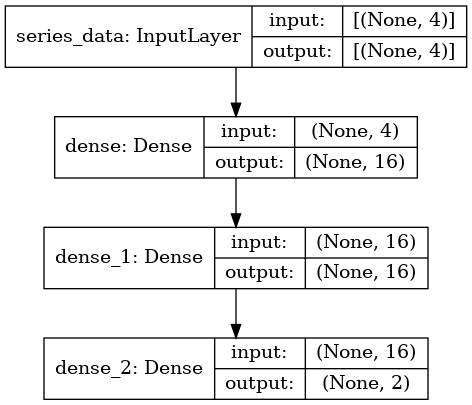 series_data: InputLayer
input:
[(None, 4)]
output:
[(None, 4)]
dense: Dense
input:
(None, 4)
output:
(None, 16)
dense_1: Dense
input:
(None, 16)
output:
(None, 16)
dense_2: Dense
input:
(None, 16)
output:
(None, 2)